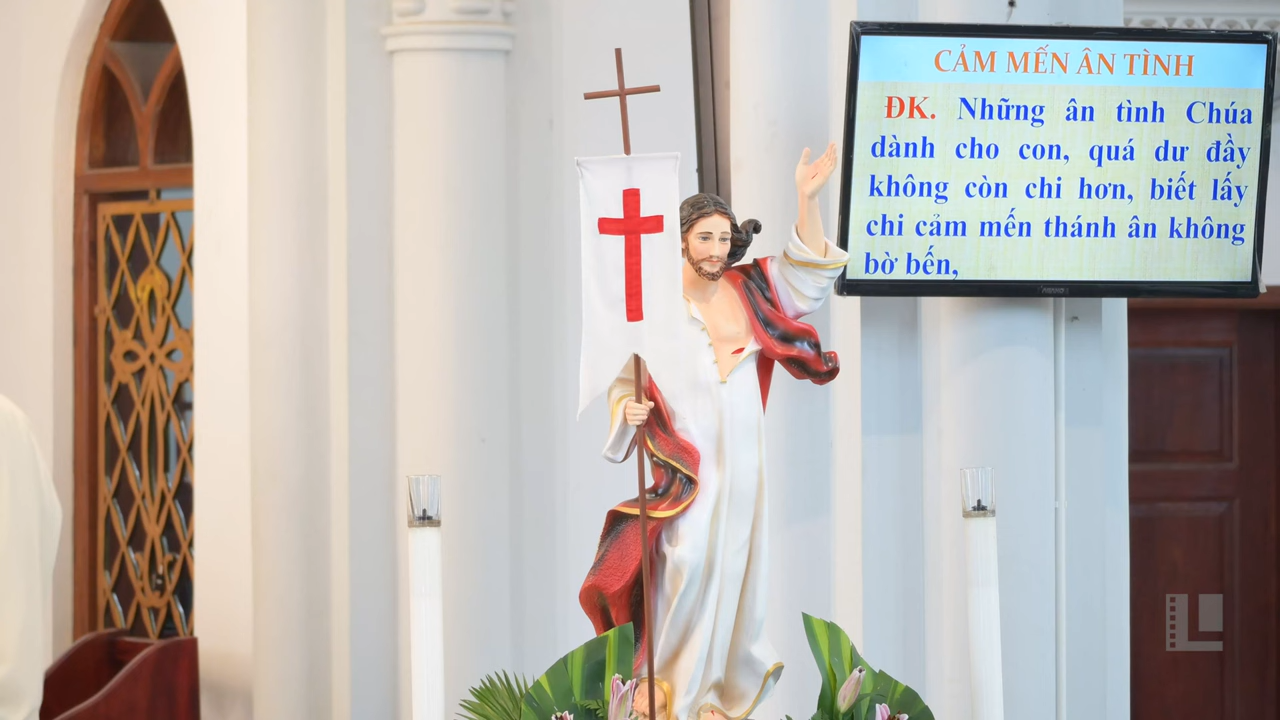 CẢM MẾN ÂN TÌNH
ĐK. Những ân tình Chúa
dành cho con, quá dư đầy
không còn chi hơn, biết lấy
chi cảm mến thánh ân không
bờ bến,